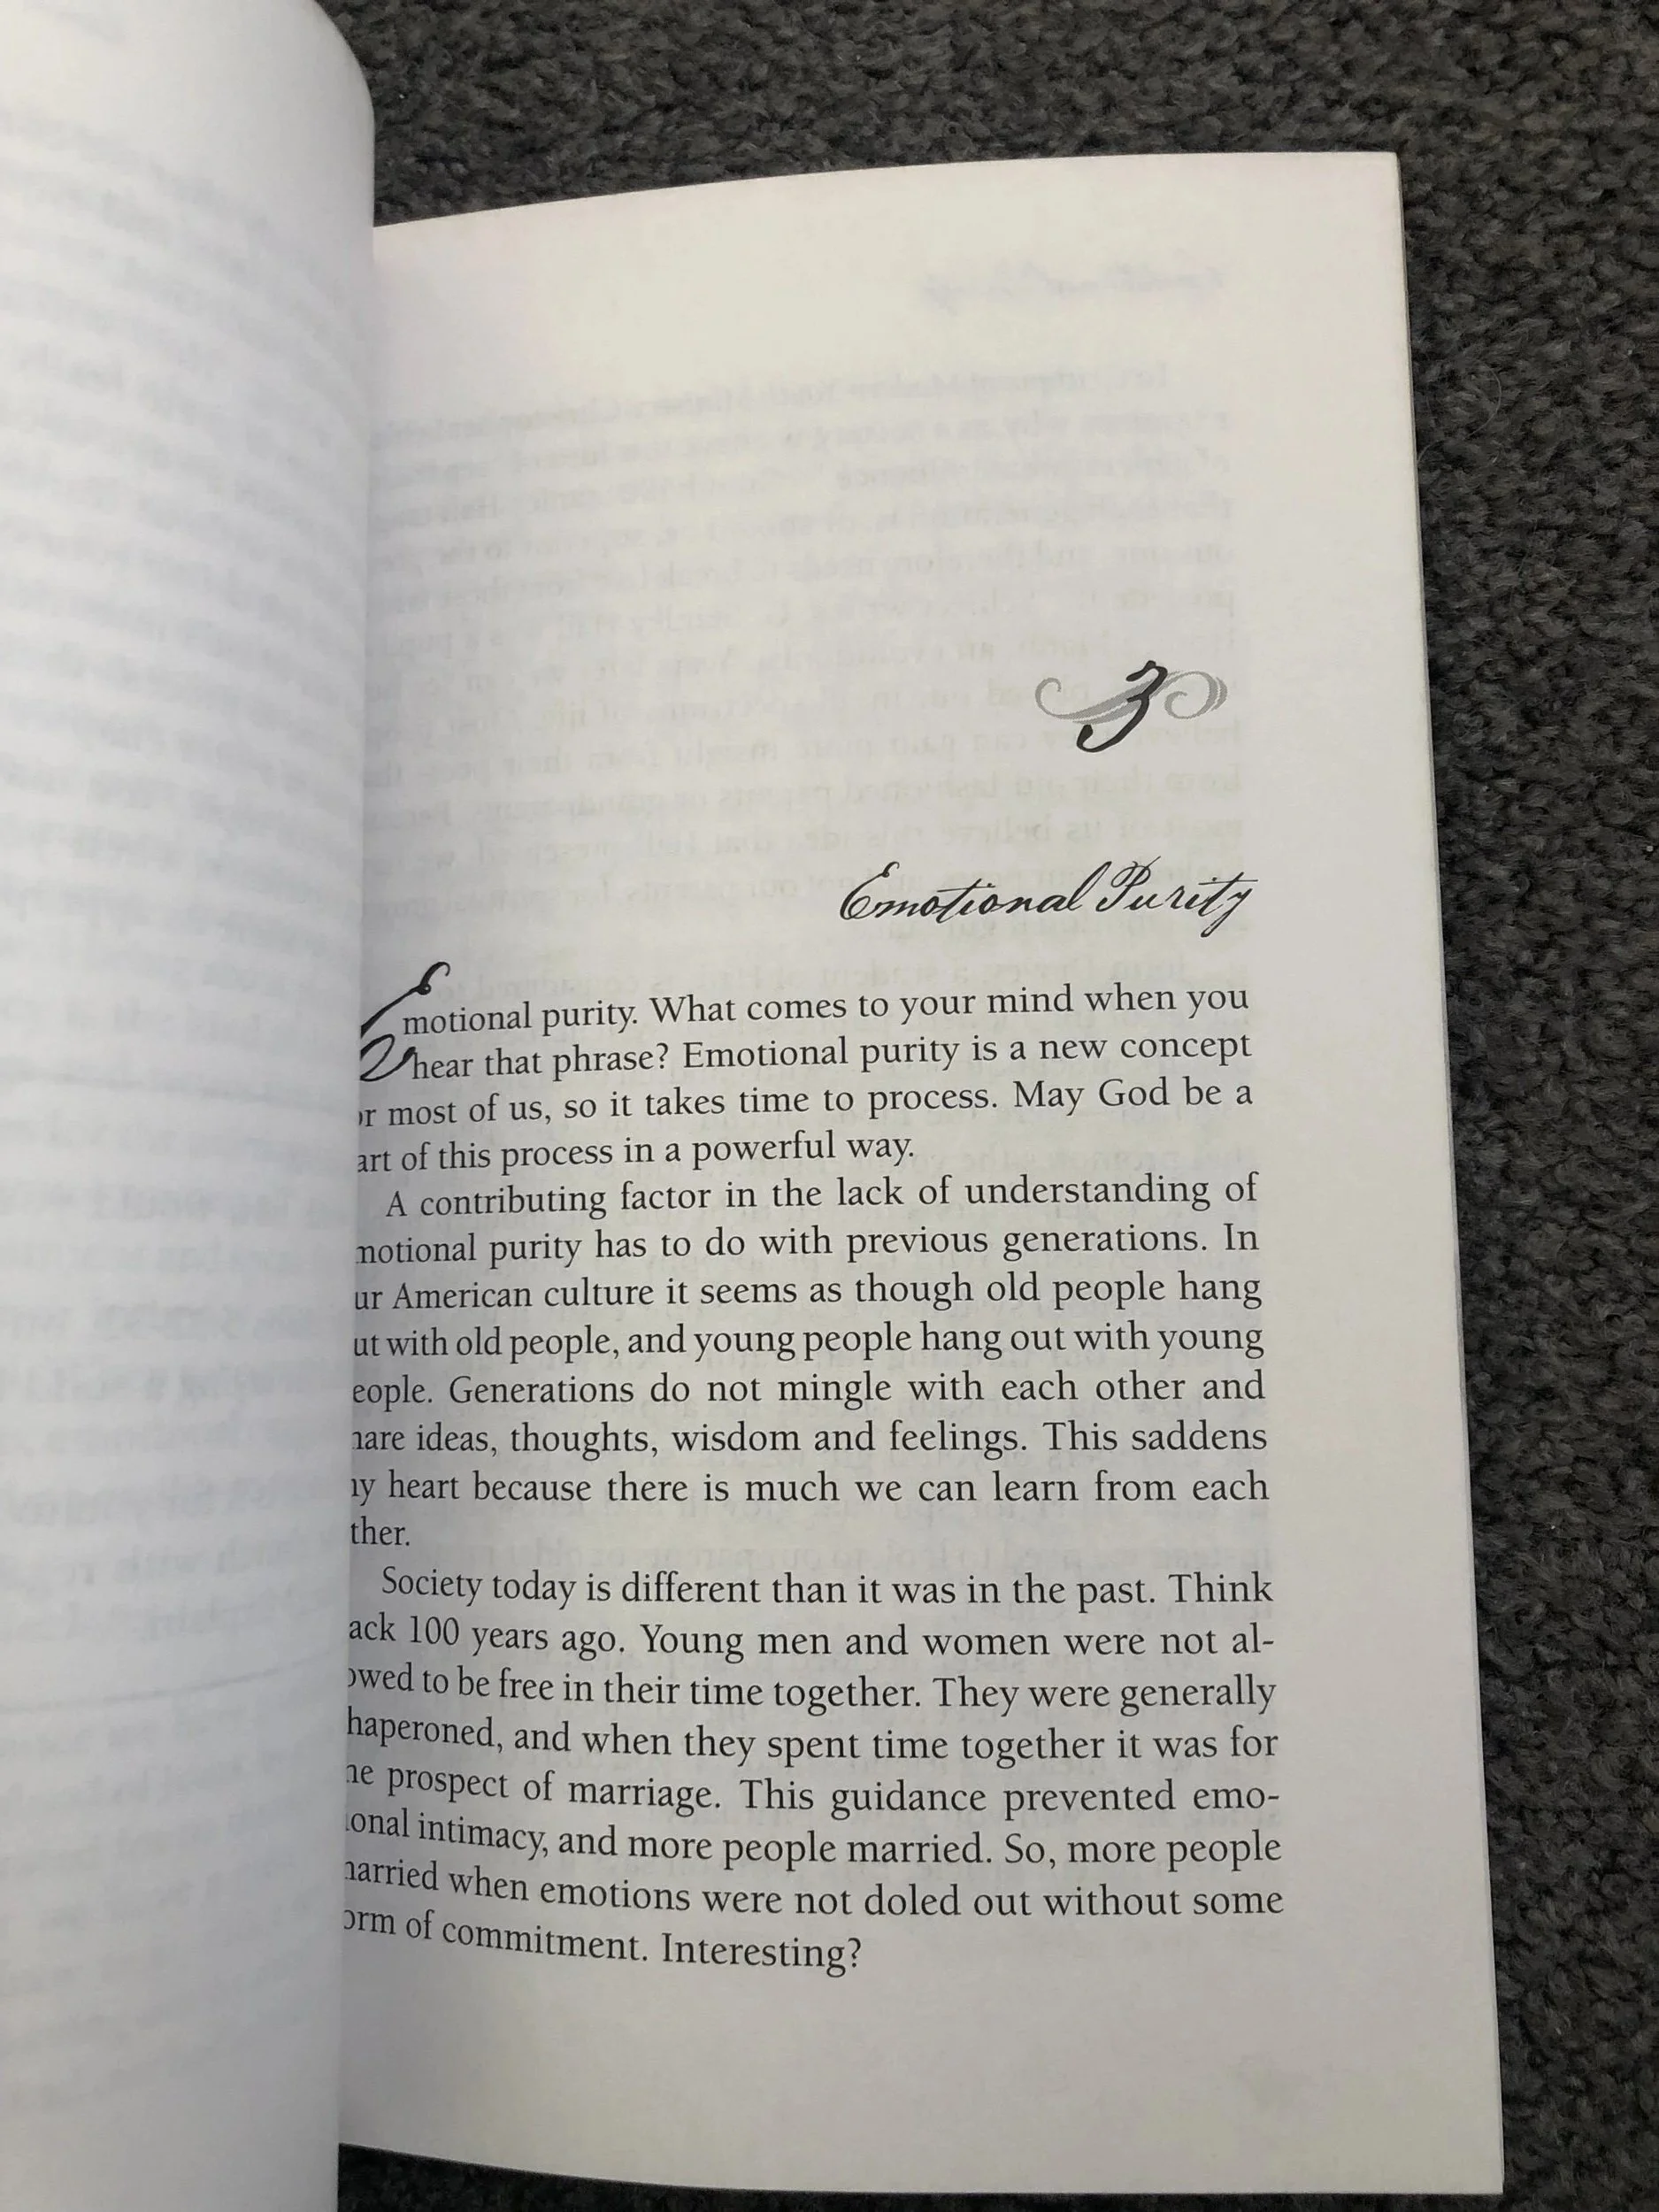 3
Emotional Purity
Emotional purity. What comes to your mind when you
hear that phrase? Emotional purity is a new concept
or most of us, so it takes time to process. May God be a
art of this process in a powerful way.
A contributing factor in the lack of understanding of
motional purity has to do with previous generations. In
ur American culture it seems as though old people hang
ut with old people, and young people hang out with young
eople. Generations do not mingle with each other and
hare ideas, thoughts, wisdom and feelings. This saddens
ny heart because there is much we can learn from each
ther.
Society today is different than it was in the past. Think
ack 100 years ago. Young men and women were not al-
owed to be free in their time together. They were generally
haperoned, and when they spent time together it was for
he prospect of marriage. This guidance prevented emo-
ional intimacy, and more people married. So, more people
married when emotions were not doled out without some
orm of commitment. Interesting?